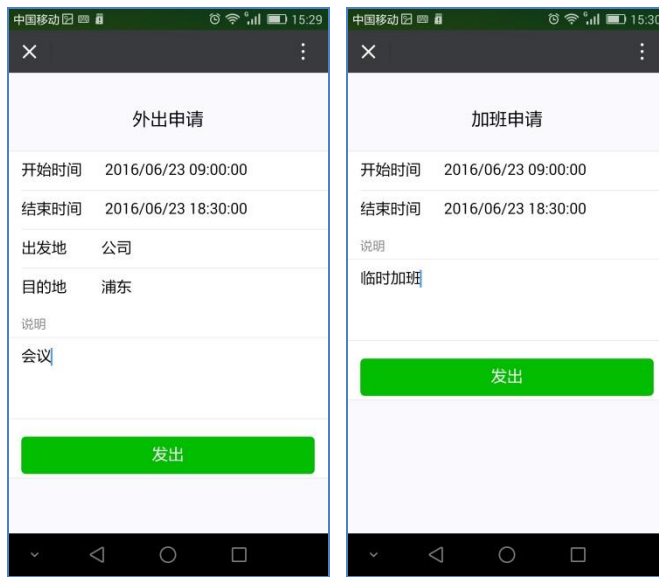 中国移动 15:29
外出申请
开始时间 2016/06/23 09:00:00
结束时间 2016/06/23 18:30:00
出发地 公司
目的地 浦东
说明
会议
发出
中国移动 15:30
加班申请
开始时间 2016/06/23 09:00:00
结束时间 2016/06/23 18:30:00
说明
临时加班
发出